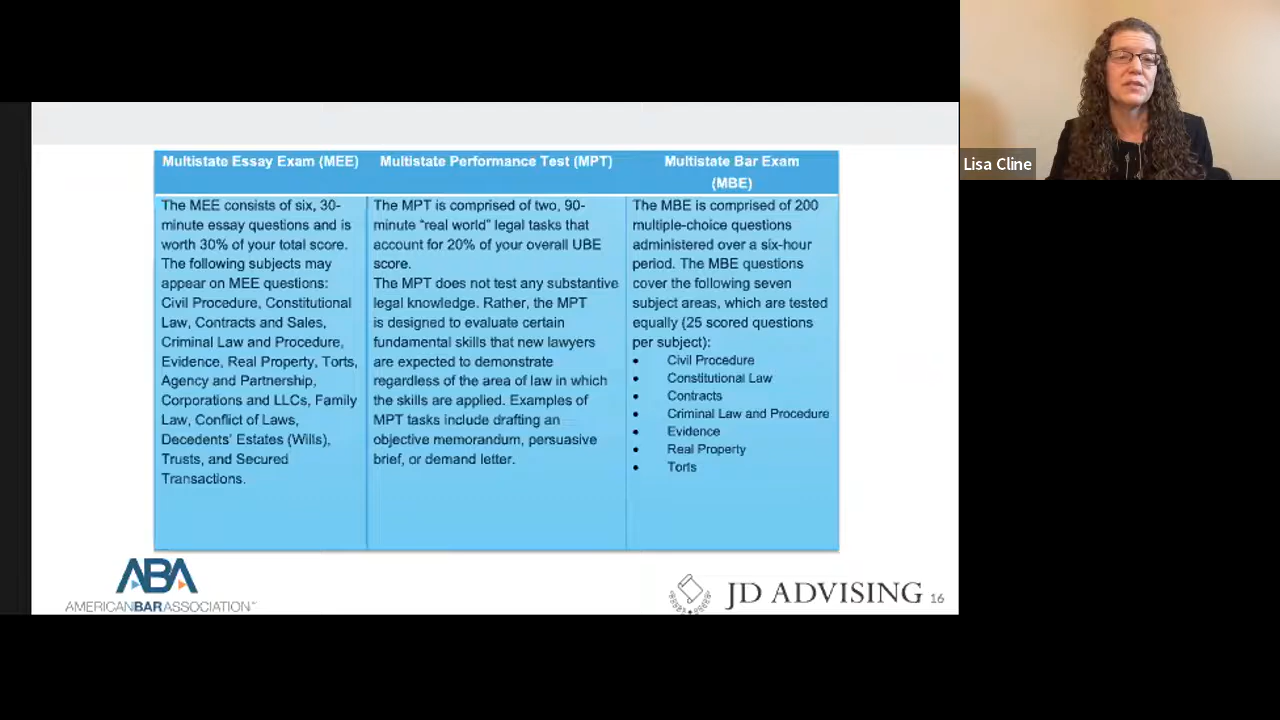 Multistate Essay Exam (MEE)
The MEE consists of six, 30-
minute essay questions and is
worth 30% of your total score.
The following subjects may
appear on MEE questions:
Civil Procedure, Constitutional
Law, Contracts and Sales,
Criminal Law and Procedure,
Evidence, Real Property, Torts,
Agency and Partnership,
Corporations and LLCs, Family
Law, Conflict of Laws,
Decedents' Estates (Wills),
Trusts, and Secured
Transactions.
Multistate Performance Test (MPT)
The MPT is comprised of two, 90-
minute “real world” legal tasks that
account for 20% of your overall UBE
score.
The MPT does not test any substantive
legal knowledge. Rather, the MPT
is designed to evaluate certain
fundamental skills that new lawyers
are expected to demonstrate
regardless of the area of law in which
the skills are applied. Examples of
MPT tasks include drafting an
objective memorandum, persuasive
brief, or demand letter.
Multistate Bar Exam
(MBE)
The MBE is comprised of 200
multiple-choice questions
administered over a six-hour
period. The MBE questions
cover the following seven
subject areas, which are tested
equally (25 scored questions
per subject):
• Civil Procedure
• Constitutional Law
• Contracts
• Criminal Law and Procedure
• Evidence
• Real Property
• Torts
ABA
AMERICANBARASSOCIATION™
JD ADVISING
16
Lisa Cline